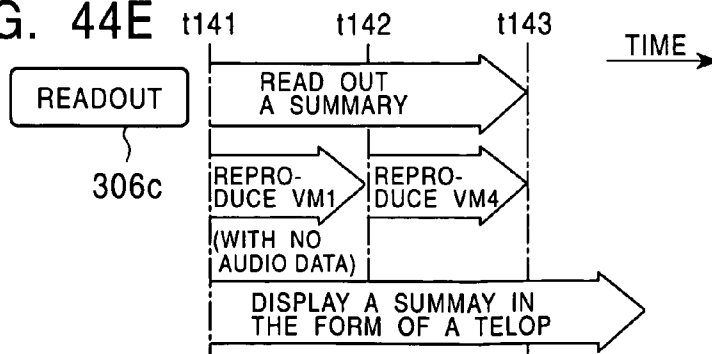 G. 44E
t141 t142 t143
TIME
READOUT
READ OUT
A SUMMARY
306c
REPRO-
DUCE VM1
REPRO-
DUCE VM4
(WITH NO
AUDIO DATA)
DISPLAY A SUMMAY IN
THE FORM OF A TELOP